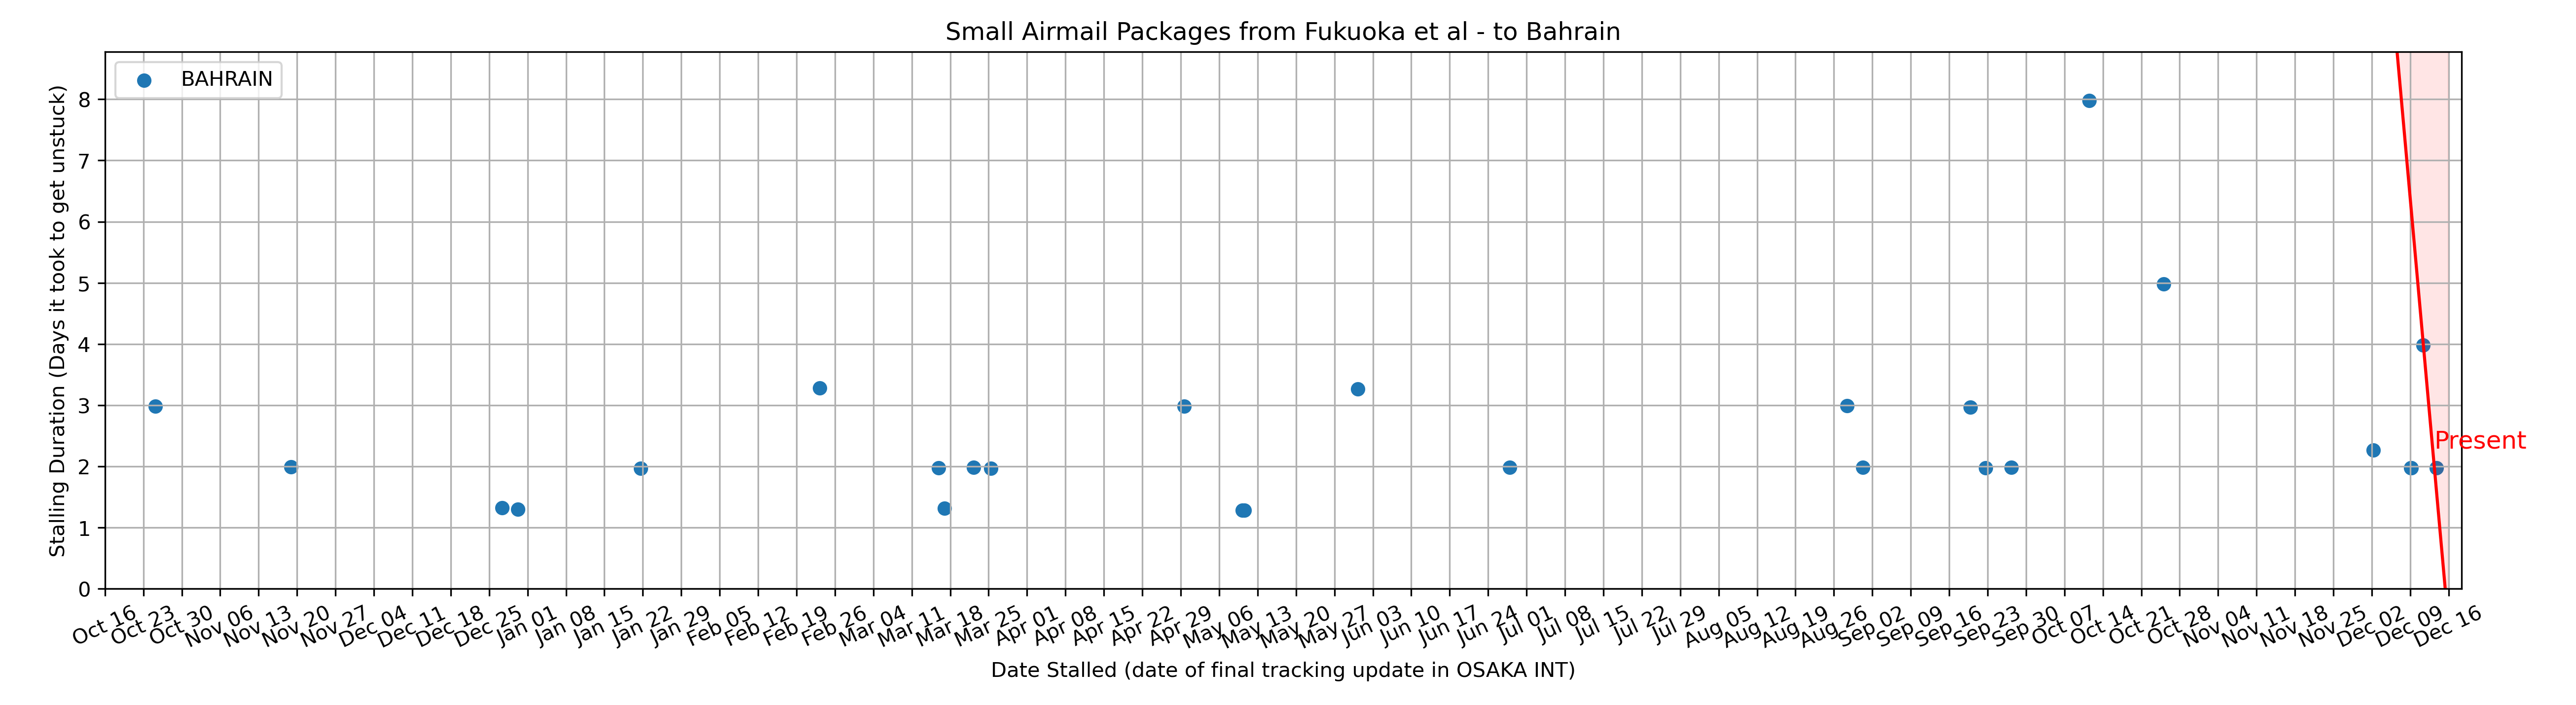 Small Airmail Packages from Fukuoka et al - to Bahrain
BAHRAIN
Stalling Duration (Days it took to get unstuck)
8
7
6
5
4
3
2
1
0
Present
Oct 16
Oct 23
Oct 30
Nov 06
Nov 13
Nov 20
Nov 27
Dec 04
Dec 11
Dec 18
Dec 25
Jan 01
Jan 08
Jan 15
Jan 22
Jan 29
Feb 05
Feb 12
Feb 19
Feb 26
Mar 04
Mar 11
Mar 18
Mar 25
Apr 01
Apr 08
Apr 15
Apr 22
Apr 29
May 06
May 13
May 20
May 27
Jun 03
Jun 10
Jun 17
Jun 24
Jul 01
Jul 08
Jul 15
Jul 22
Jul 29
Aug 05
Aug 12
Aug 19
Aug 26
Sep 02
Sep 09
Sep 16
Sep 23
Sep 30
Oct 07
Oct 14
Oct 21
Oct 28
Nov 04
Nov 11
Nov 18
Nov 25
Dec 02
Dec 09
Dec 16
Date Stalled (date of final tracking update in OSAKA INT)